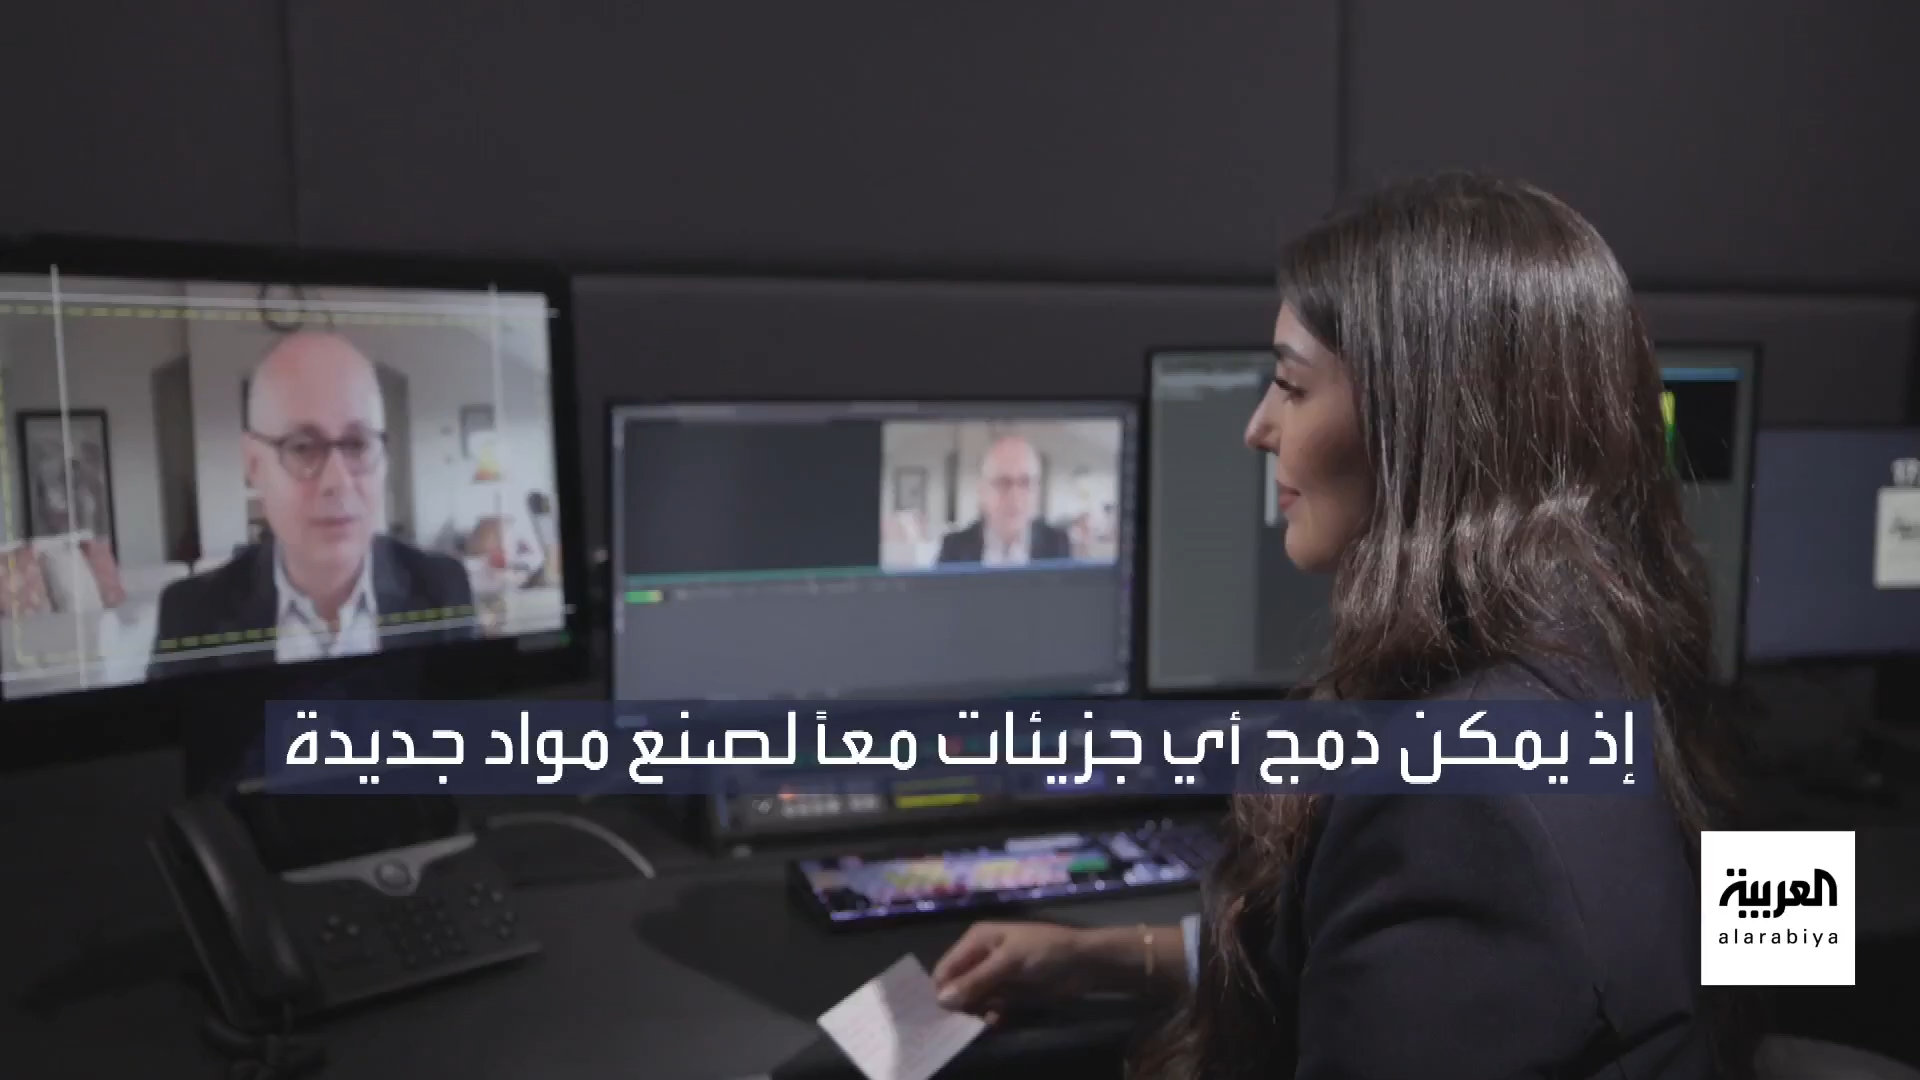 إذ يمكن دمج أي جزيئات معاً لصنع مواد جديدة
العربية
alarabiya